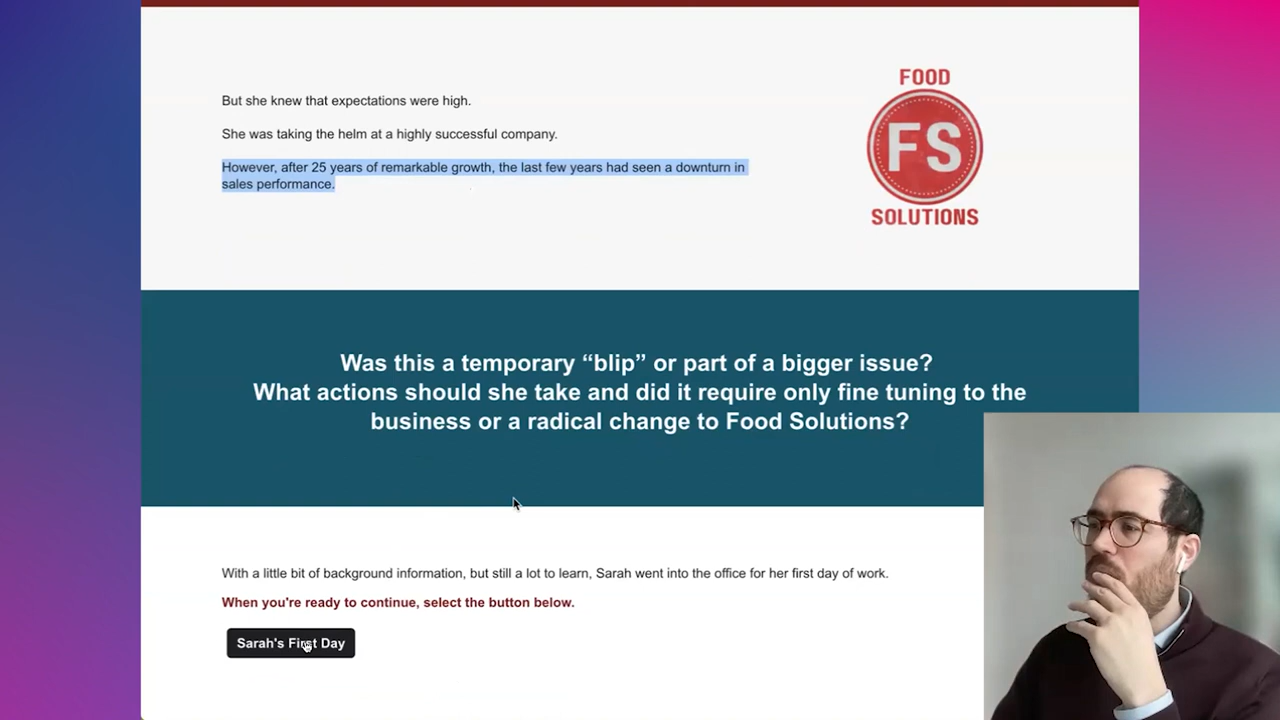 But she knew that expectations were high.
She was taking the helm at a highly successful company.
However, after 25 years of remarkable growth, the last few years had seen a downturn in
sales performance.
FOOD
FS
SOLUTIONS
Was this a temporary “blip” or part of a bigger issue?
What actions should she take and did it require only fine tuning to the
business or a radical change to Food Solutions?
With a little bit of background information, but still a lot to learn, Sarah went into the office for her first day of work.
When you're ready to continue, select the button below.
Sarah's First Day